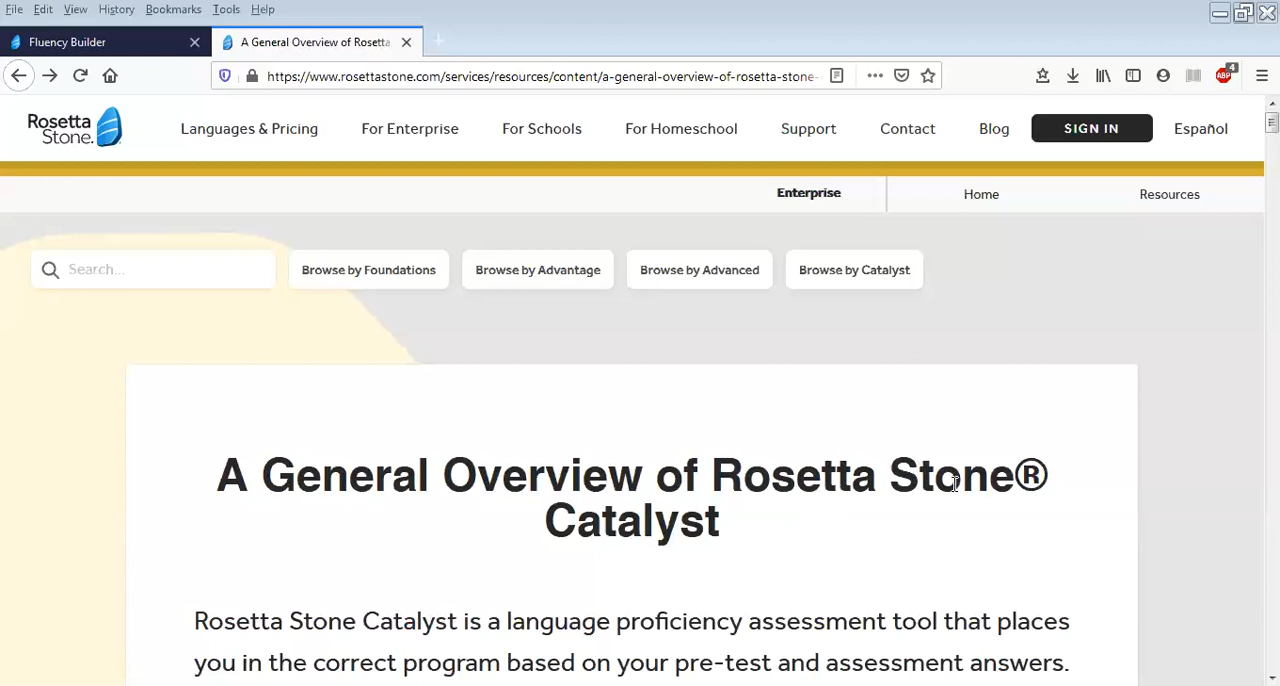 File Edit View History Bookmarks Tools Help
Fluency Builder A General Overview of Rosetta
https://www.rosettastone.com/services/resources/content/a-general-overview-of-rosetta-stone-
ABP 4
Rosetta Stone. Languages & Pricing For Enterprise For Schools For Homeschool Support Contact Blog SIGN IN Español
Enterprise Home Resources
Search... Browse by Foundations Browse by Advantage Browse by Advanced Browse by Catalyst
A General Overview of Rosetta Stone®
Catalyst
Rosetta Stone Catalyst is a language proficiency assessment tool that places
you in the correct program based on your pre-test and assessment answers.